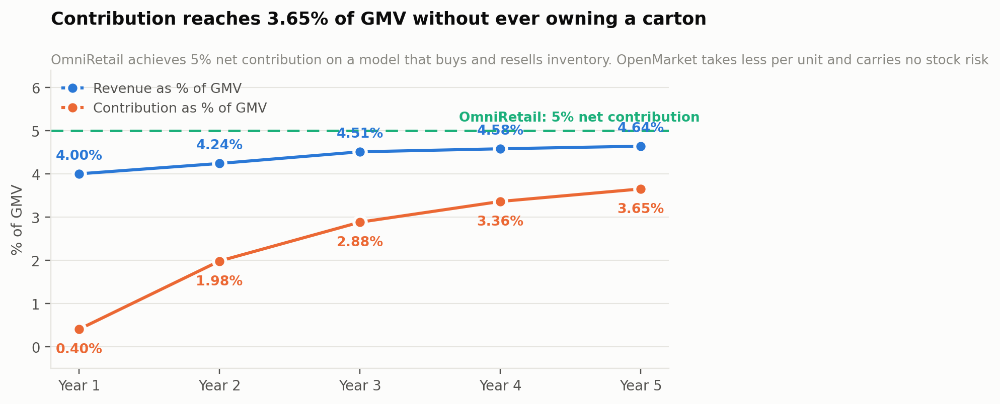 Contribution reaches 3.65% of GMV without ever owning a carton
OmniRetail achieves 5% net contribution on a model that buys and resells inventory. OpenMarket takes less per unit and carries no stock risk
Revenue as % of GMV
Contribution as % of GMV
OmniRetail: 5% net contribution
6
5
4
3
2
1
0
% of GMV
4.00%
4.24%
4.51%
4.58%
4.64%
0.40%
1.98%
2.88%
3.36%
3.65%
Year 1
Year 2
Year 3
Year 4
Year 5